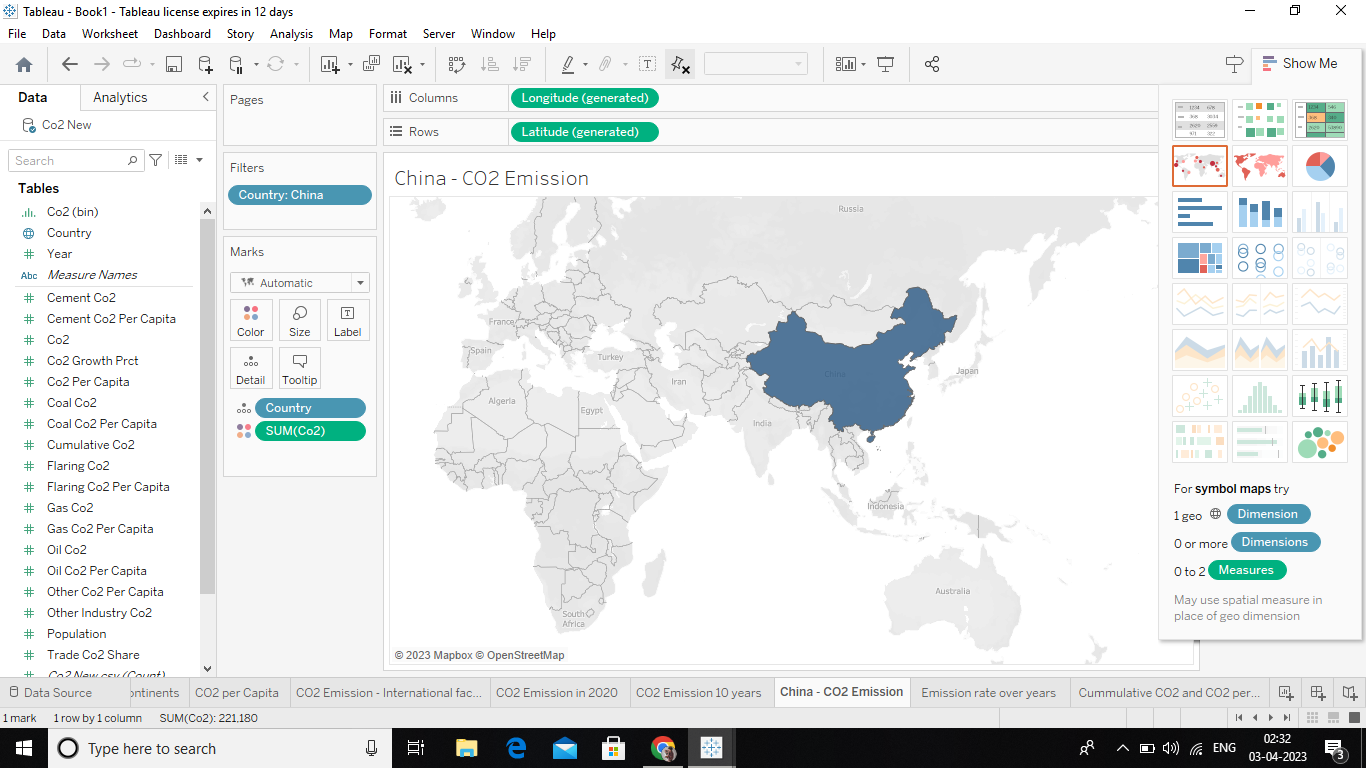 Tableau - Book1 - Tableau license expires in 12 days
File Data Worksheet Dashboard Story Analysis Map Format Server Window Help
Show Me
Data Analytics
Co2 New
Search
Tables
Co2 (bin)
Country
Year
Abc Measure Names
Cement Co2
Cement Co2 Per Capita
Co2
Co2 Growth Prct
Co2 Per Capita
Coal Co2
Coal Co2 Per Capita
Cumulative Co2
Flaring Co2
Flaring Co2 Per Capita
Gas Co2
Gas Co2 Per Capita
Oil Co2
Oil Co2 Per Capita
Other Co2 Per Capita
Other Industry Co2
Population
Trade Co2 Share
Co2 New.csv (Count)
Pages
Filters
Country: China
Marks
Automatic
Color Size Label
Detail Tooltip
Country
SUM(Co2)
Columns Longitude (generated)
Rows Latitude (generated)
China - CO2 Emission
Russia
France
Spain
Turkey
China
Japan
Iran
Algeria
Egypt
India
Indonesia
Australia
South
Africa
© 2023 Mapbox © OpenStreetMap
For symbol maps try
1 geo Dimension
0 or more Dimensions
0 to 2 Measures
May use spatial measure in
place of geo dimension
Data Source ontinents CO2 per Capita CO2 Emission - International fac... CO2 Emission in 2020 CO2 Emission 10 years China - CO2 Emission Emission rate over years Cummulative CO2 and CO2 per...
1 mark 1 row by 1 column SUM(Co2): 221,180
Type here to search
ENG
02:32
03-04-2023
3